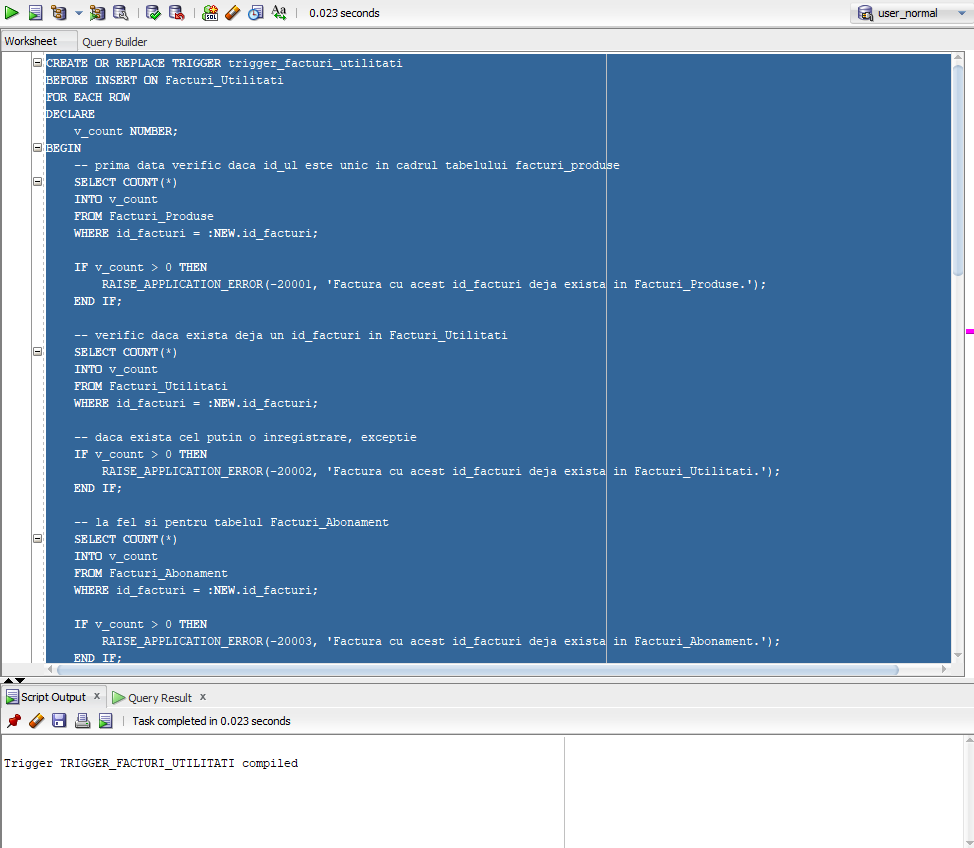 0.023 seconds
user_normal
Worksheet
Query Builder
CREATE OR REPLACE TRIGGER trigger_facturi_utilitati
BEFORE INSERT ON Facturi_Utilitati
FOR EACH ROW
DECLARE
    v_count NUMBER;
BEGIN
    -- prima data verific daca id_ul este unic in cadrul tabelului facturi_produse
    SELECT COUNT(*)
    INTO v_count
    FROM Facturi_Produse
    WHERE id_facturi = :NEW.id_facturi;
    IF v_count > 0 THEN
        RAISE_APPLICATION_ERROR(-20001, 'Factura cu acest id_facturi deja exista in Facturi_Produse.');
    END IF;
    -- verific daca exista deja un id_facturi in Facturi_Utilitati
    SELECT COUNT(*)
    INTO v_count
    FROM Facturi_Utilitati
    WHERE id_facturi = :NEW.id_facturi;
    -- daca exista cel putin o inregistrare, exceptie
    IF v_count > 0 THEN
        RAISE_APPLICATION_ERROR(-20002, 'Factura cu acest id_facturi deja exista in Facturi_Utilitati.');
    END IF;
    -- la fel si pentru tabelul Facturi_Abonament
    SELECT COUNT(*)
    INTO v_count
    FROM Facturi_Abonament
    WHERE id_facturi = :NEW.id_facturi;
    IF v_count > 0 THEN
        RAISE_APPLICATION_ERROR(-20003, 'Factura cu acest id_facturi deja exista in Facturi_Abonament.');
    END IF;
Script Output x
Query Result x
Task completed in 0.023 seconds
Trigger TRIGGER_FACTURI_UTILITATI compiled